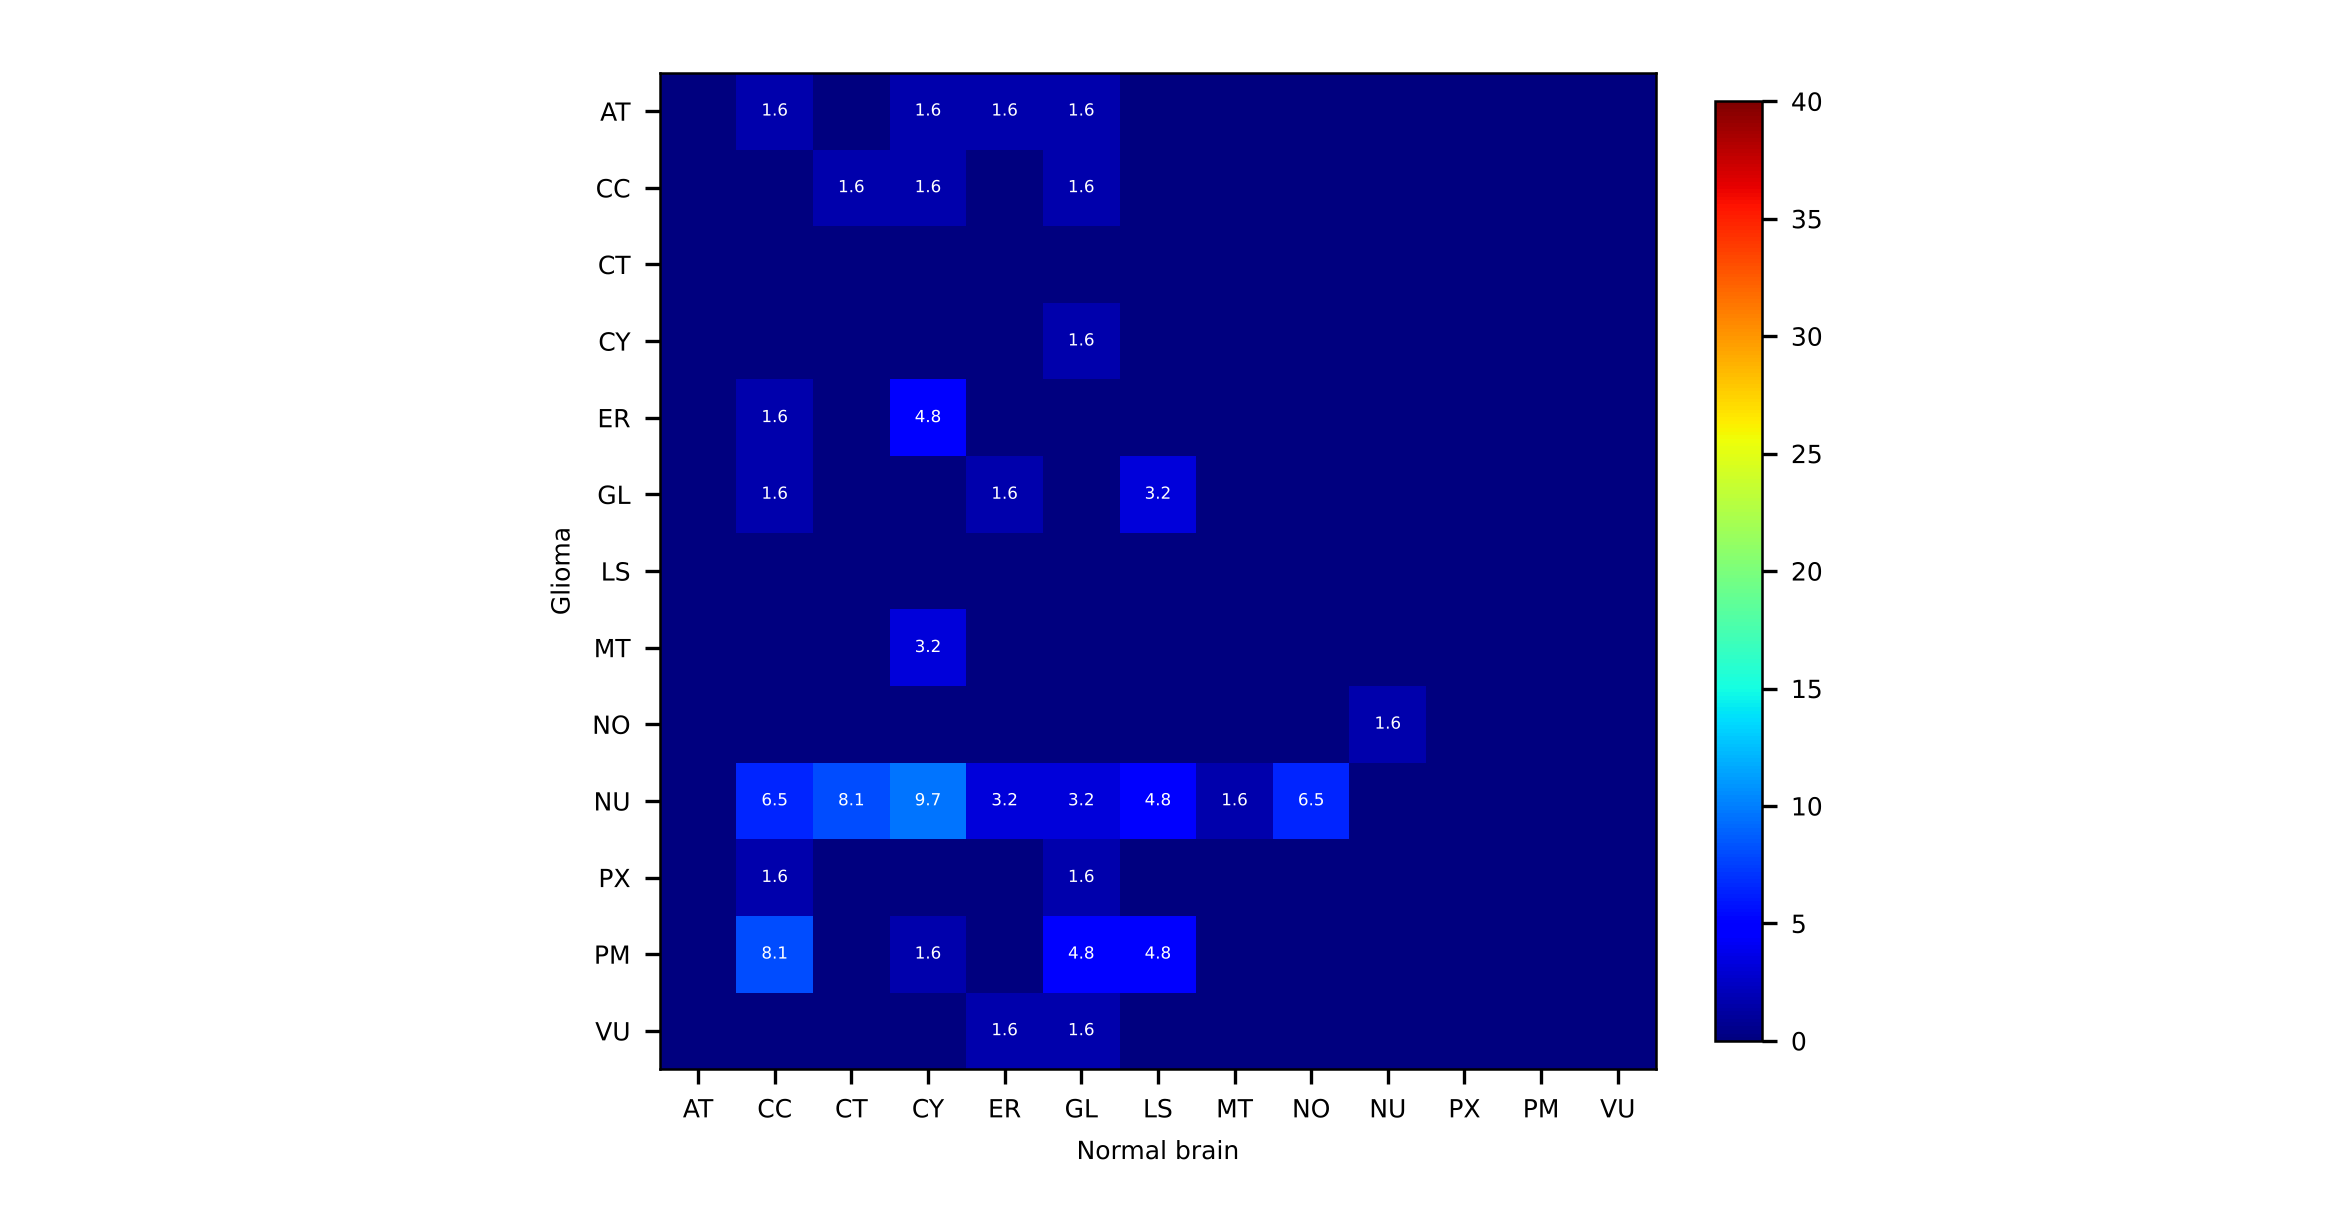 AT 1.6 1.6 1.6 1.6
CC 1.6 1.6 1.6
CT
CY 1.6
ER 1.6 4.8
GL 1.6 1.6 3.2
LS
MT 3.2
NO 1.6
NU 6.5 8.1 9.7 3.2 3.2 4.8 1.6 6.5
PX 1.6 1.6
PM 8.1 1.6 4.8 4.8
VU 1.6 1.6
Glioma
AT CC CT CY ER GL LS MT NO NU PX PM VU
Normal brain
40
35
30
25
20
15
10
5
0